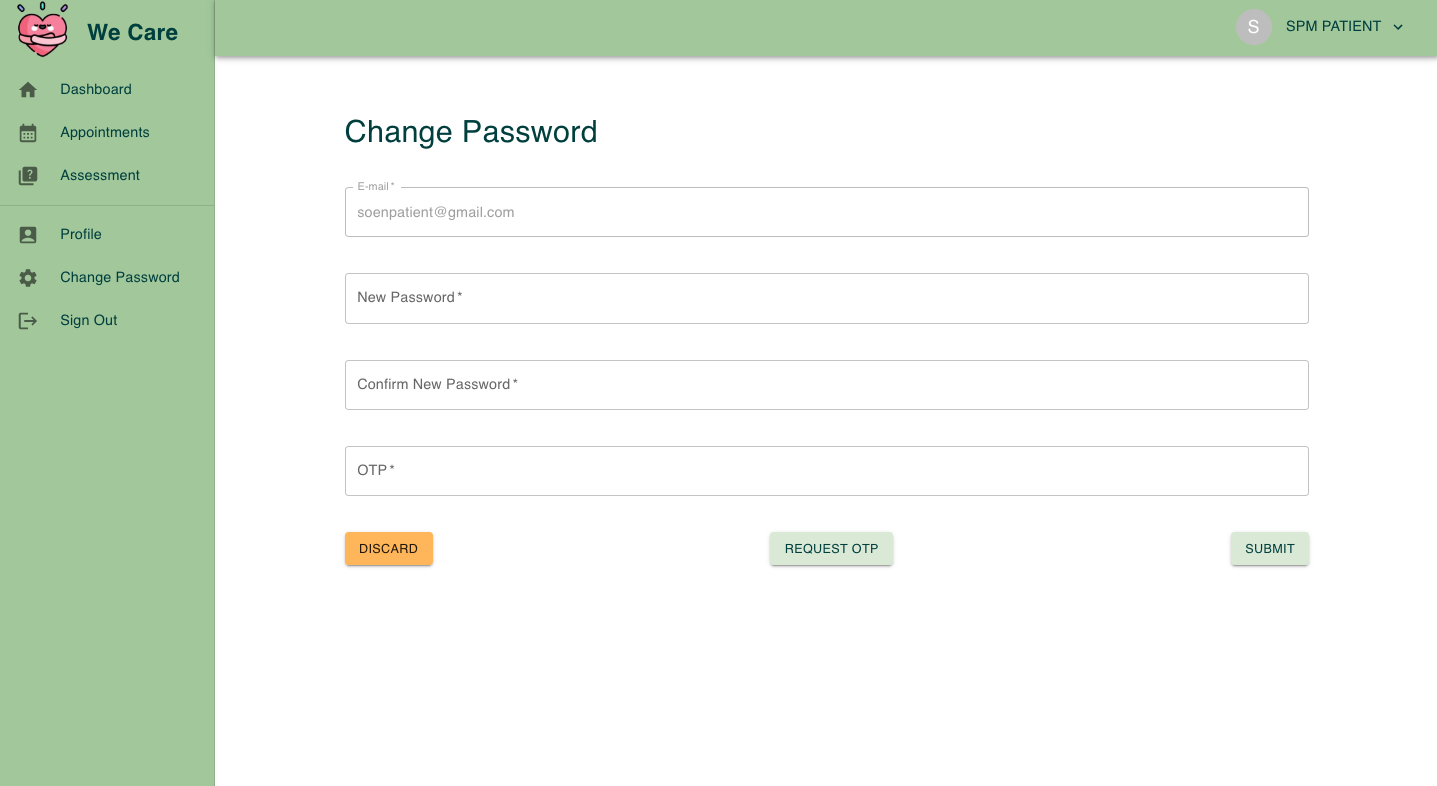 We Care
S
SPM PATIENT
Dashboard
Appointments
Assessment
Profile
Change Password
Sign Out
Change Password
E-mail *
soenpatient@gmail.com
New Password *
Confirm New Password *
OTP *
DISCARD
REQUEST OTP
SUBMIT